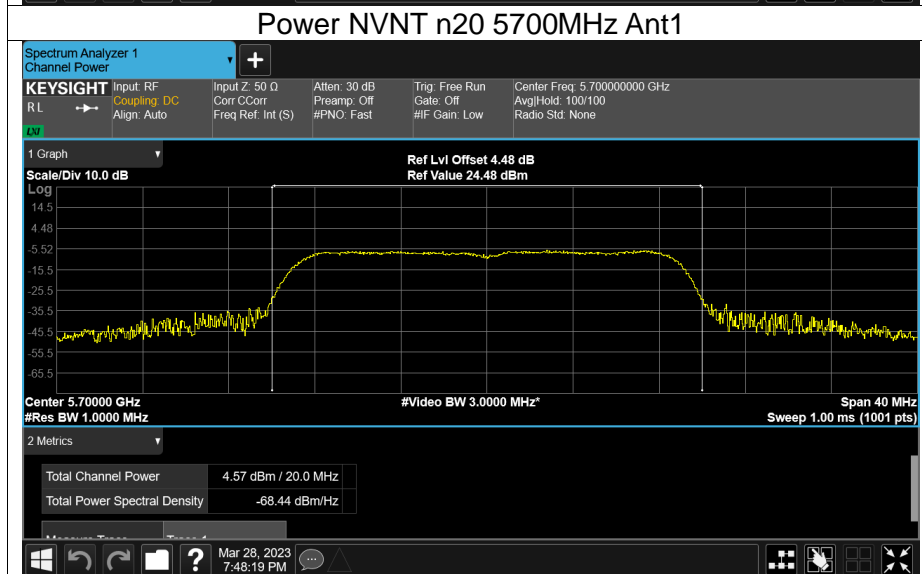 Power NVNT n20 5700MHz Ant1
Spectrum Analyzer 1
Channel Power
+
KEYSIGHT Input: RF Input Z: 50 Ω Atten: 30 dB Trig: Free Run Center Freq: 5.700000000 GHz
R L Coupling: DC Corr CCorr Preamp: Off Gate: Off Avg|Hold: 100/100
Align: Auto Freq Ref: Int (S) #PNO: Fast #IF Gain: Low Radio Std: None
LXI
1 Graph
Ref Lvl Offset 4.48 dB
Scale/Div 10.0 dB Ref Value 24.48 dBm
Log
14.5
4.48
-5.52
-15.5
-25.5
-35.5
-45.5
-55.5
-65.5
Center 5.70000 GHz #Video BW 3.0000 MHz* Span 40 MHz
#Res BW 1.0000 MHz Sweep 1.00 ms (1001 pts)
2 Metrics
Total Channel Power 4.57 dBm / 20.0 MHz
Total Power Spectral Density -68.44 dBm/Hz
Measure Trace Trace 1
? Mar 28, 2023
7:48:19 PM